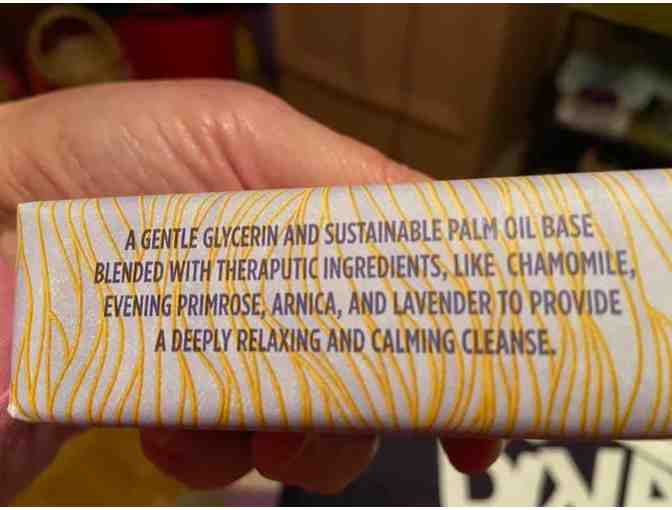 A GENTLE GLYCERIN AND SUSTAINABLE PALM OIL BASE
BLENDED WITH THERAPUTIC INGREDIENTS, LIKE CHAMOMILE,
EVENING PRIMROSE, ARNICA, AND LAVENDER TO PROVIDE
A DEEPLY RELAXING AND CALMING CLEANSE.